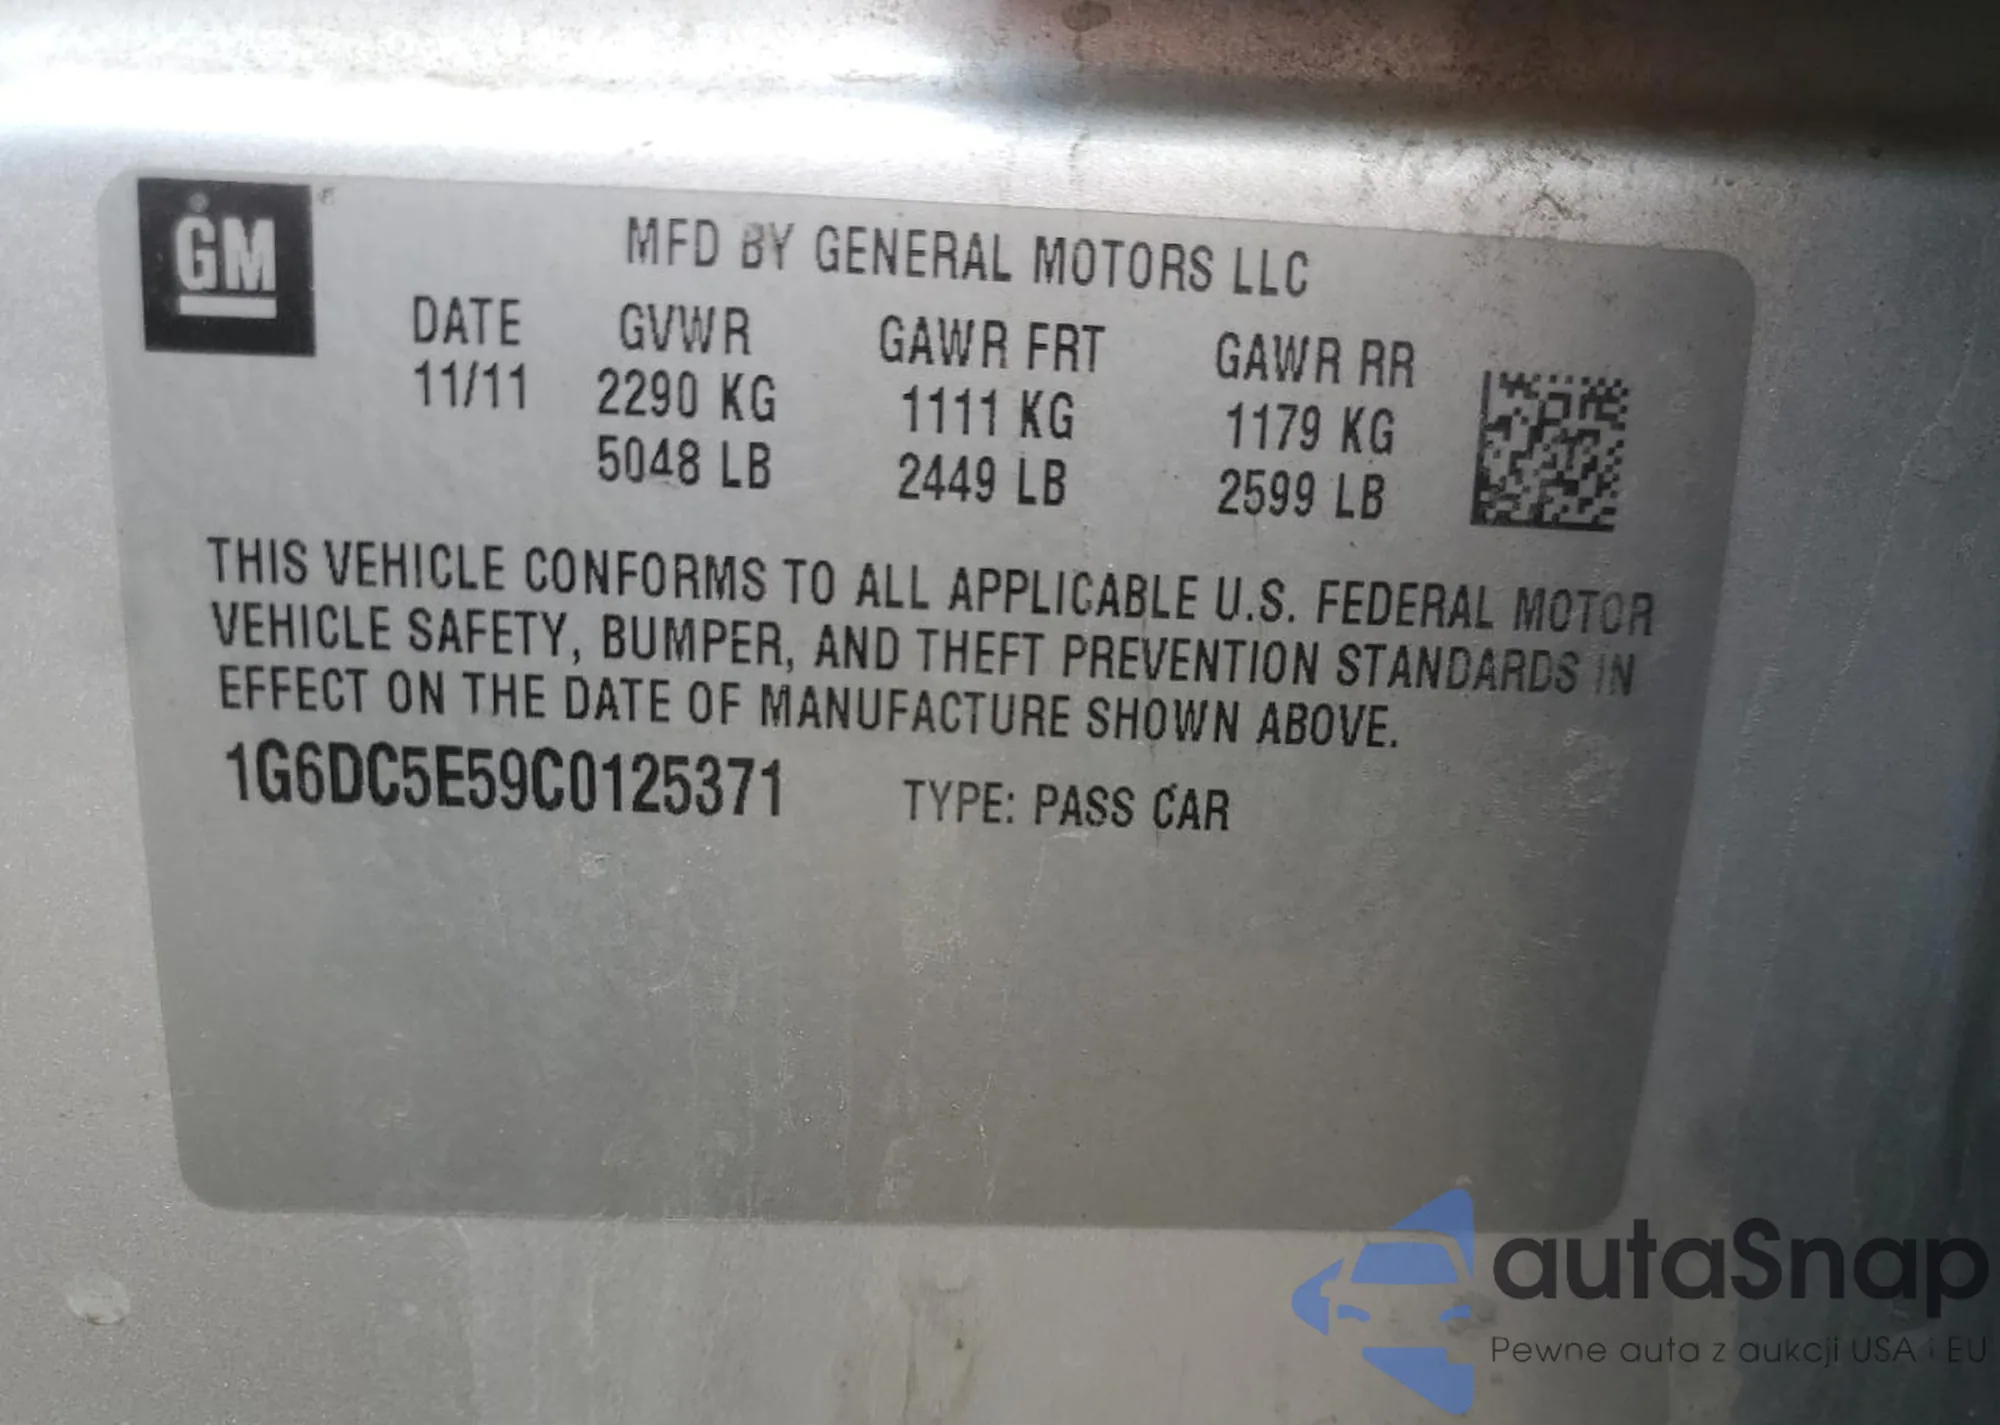 GM
MFD BY GENERAL MOTORS LLC
DATE GVWR GAWR FRT GAWR RR
11/11 2290 KG 1111 KG 1179 KG
5048 LB 2449 LB 2599 LB
THIS VEHICLE CONFORMS TO ALL APPLICABLE U.S. FEDERAL MOTOR
VEHICLE SAFETY, BUMPER, AND THEFT PREVENTION STANDARDS IN
EFFECT ON THE DATE OF MANUFACTURE SHOWN ABOVE.
1G6DC5E59C0125371 TYPE: PASS CAR
autaSnap
Pewne auta z aukcji USA i EU